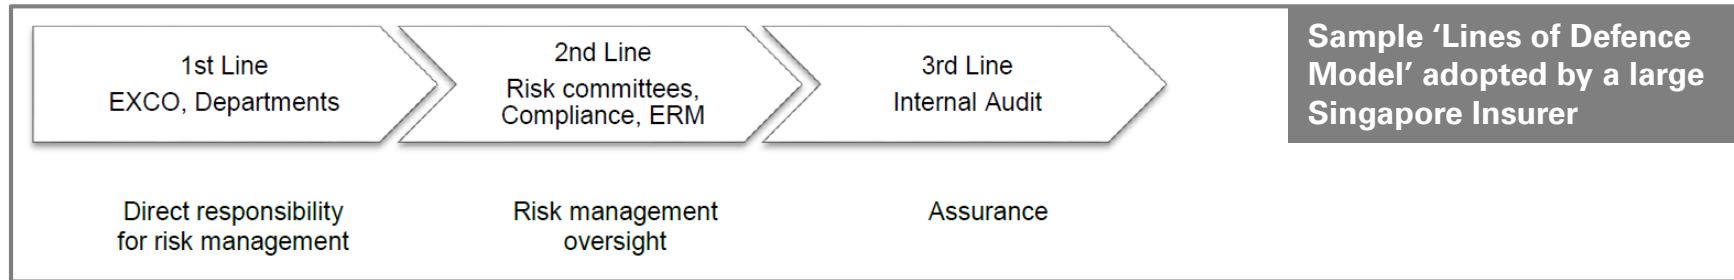 1st Line
EXCO, Departments
2nd Line
Risk committees,
Compliance, ERM
3rd Line
Internal Audit
Sample ‘Lines of Defence
Model’ adopted by a large
Singapore Insurer
Direct responsibility
for risk management
Risk management
oversight
Assurance